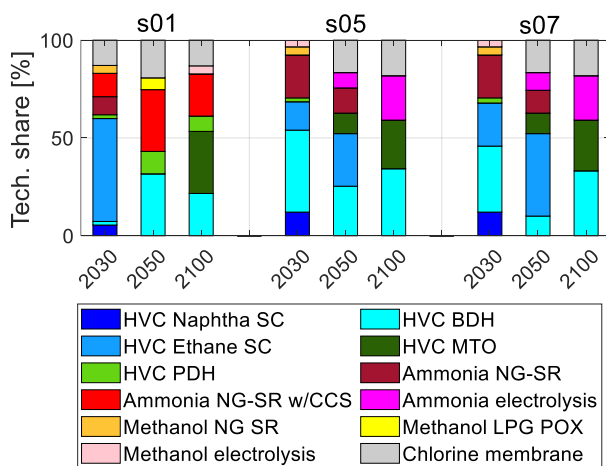 s01 s05 s07
Tech. share [%]
100
50
0
2030 2050 2100 2030 2050 2100 2030 2050 2100
HVC Naphtha SC HVC BDH
HVC Ethane SC HVC MTO
HVC PDH Ammonia NG-SR
Ammonia NG-SR w/CCS Ammonia electrolysis
Methanol NG SR Methanol LPG POX
Methanol electrolysis Chlorine membrane